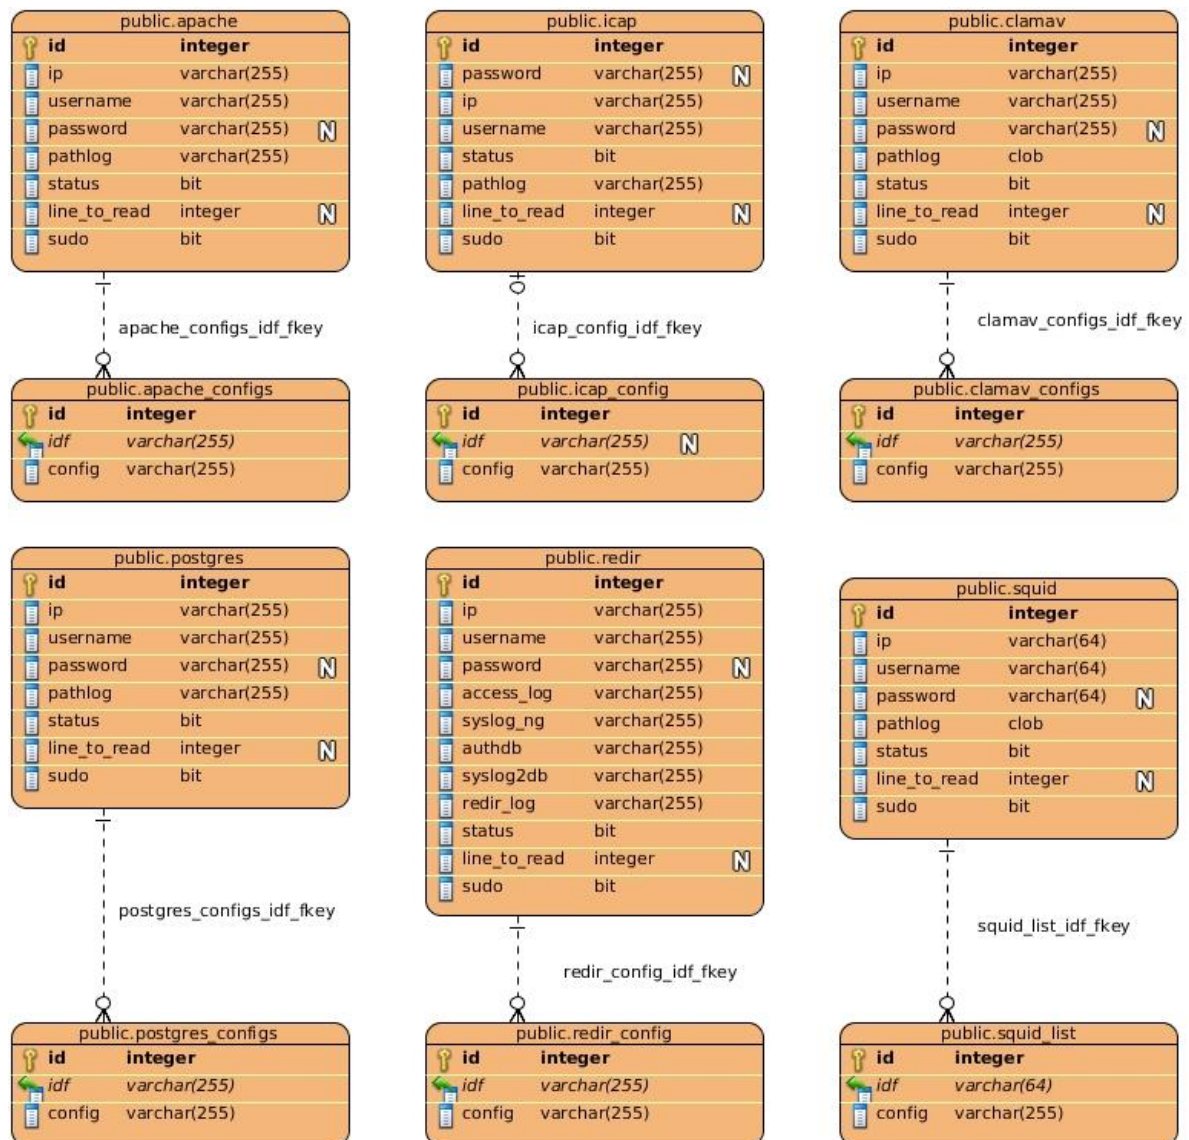 public.apache
id integer
ip varchar(255)
username varchar(255)
password varchar(255) N
pathlog varchar(255)
status bit
line_to_read integer N
sudo bit
apache_configs_idf_fkey
public.apache_configs
id integer
idf varchar(255)
config varchar(255)
public.icap
id integer
password varchar(255) N
ip varchar(255)
username varchar(255)
status bit
pathlog varchar(255)
line_to_read integer N
sudo bit
icap_config_idf_fkey
public.icap_config
id integer
idf varchar(255) N
config varchar(255)
public.clamav
id integer
ip varchar(255)
username varchar(255)
password varchar(255) N
pathlog clob
status bit
line_to_read integer N
sudo bit
clamav_configs_idf_fkey
public.clamav_configs
id integer
idf varchar(255)
config varchar(255)
public.postgres
id integer
ip varchar(255)
username varchar(255)
password varchar(255) N
pathlog varchar(255)
status bit
line_to_read integer N
sudo bit
postgres_configs_idf_fkey
public.postgres_configs
id integer
idf varchar(255)
config varchar(255)
public.redir
id integer
ip varchar(255)
username varchar(255)
password varchar(255) N
access_log varchar(255)
syslog_ng varchar(255)
authdb varchar(255)
syslog2db varchar(255)
redir_log varchar(255)
status bit
line_to_read integer N
sudo bit
redir_config_idf_fkey
public.redir_config
id integer
idf varchar(255)
config varchar(255)
public.squid
id integer
ip varchar(64)
username varchar(64)
password varchar(64) N
pathlog clob
status bit
line_to_read integer N
sudo bit
squid_list_idf_fkey
public.squid_list
id integer
idf varchar(64)
config varchar(255)